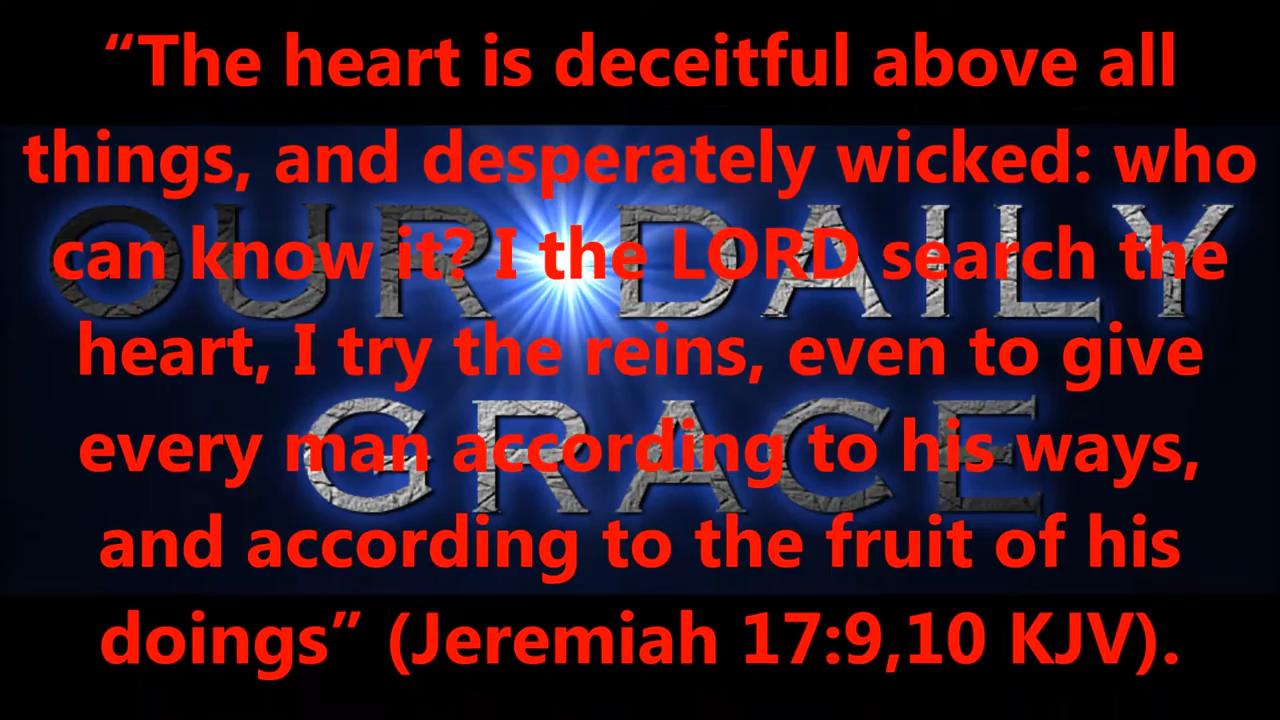 “The heart is deceitful above all
things, and desperately wicked: who
can know it? I the LORD search the
heart, I try the reins, even to give
every man according to his ways,
and according to the fruit of his
doings” (Jeremiah 17:9,10 KJV).
OUR DAILY
GRACE